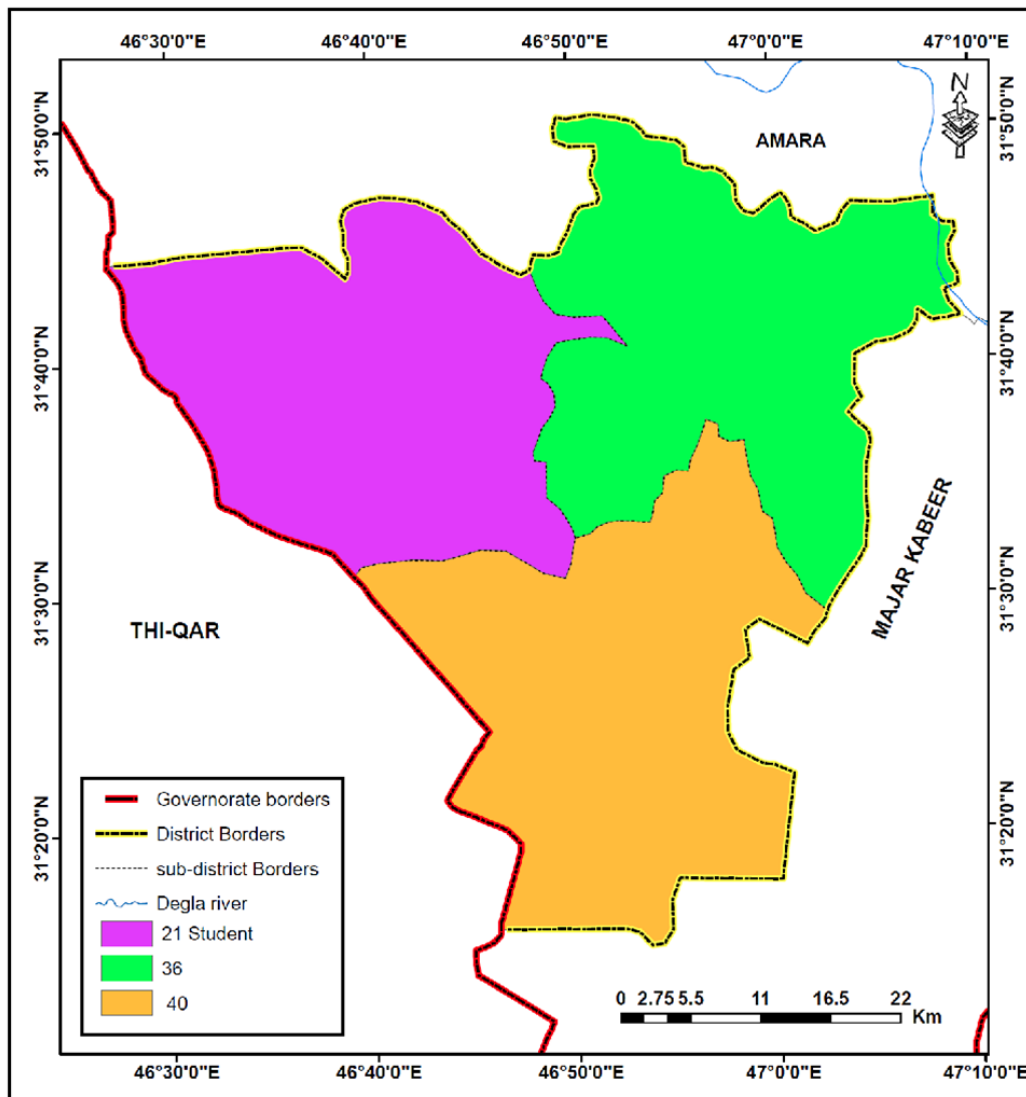 46°30'0"E 46°40'0"E 46°50'0"E 47°0'0"E 47°10'0"E
N
31°50'0"N 31°50'0"N
AMARA
31°40'0"N 31°40'0"N
31°30'0"N 31°30'0"N
MAJAR KABEER
THI-QAR
31°20'0"N 31°20'0"N
Governorate borders
District Borders
sub-district Borders
Degla river
21 Student
36
40
0 2.75 5.5 11 16.5 22
Km
46°30'0"E 46°40'0"E 46°50'0"E 47°0'0"E 47°10'0"E